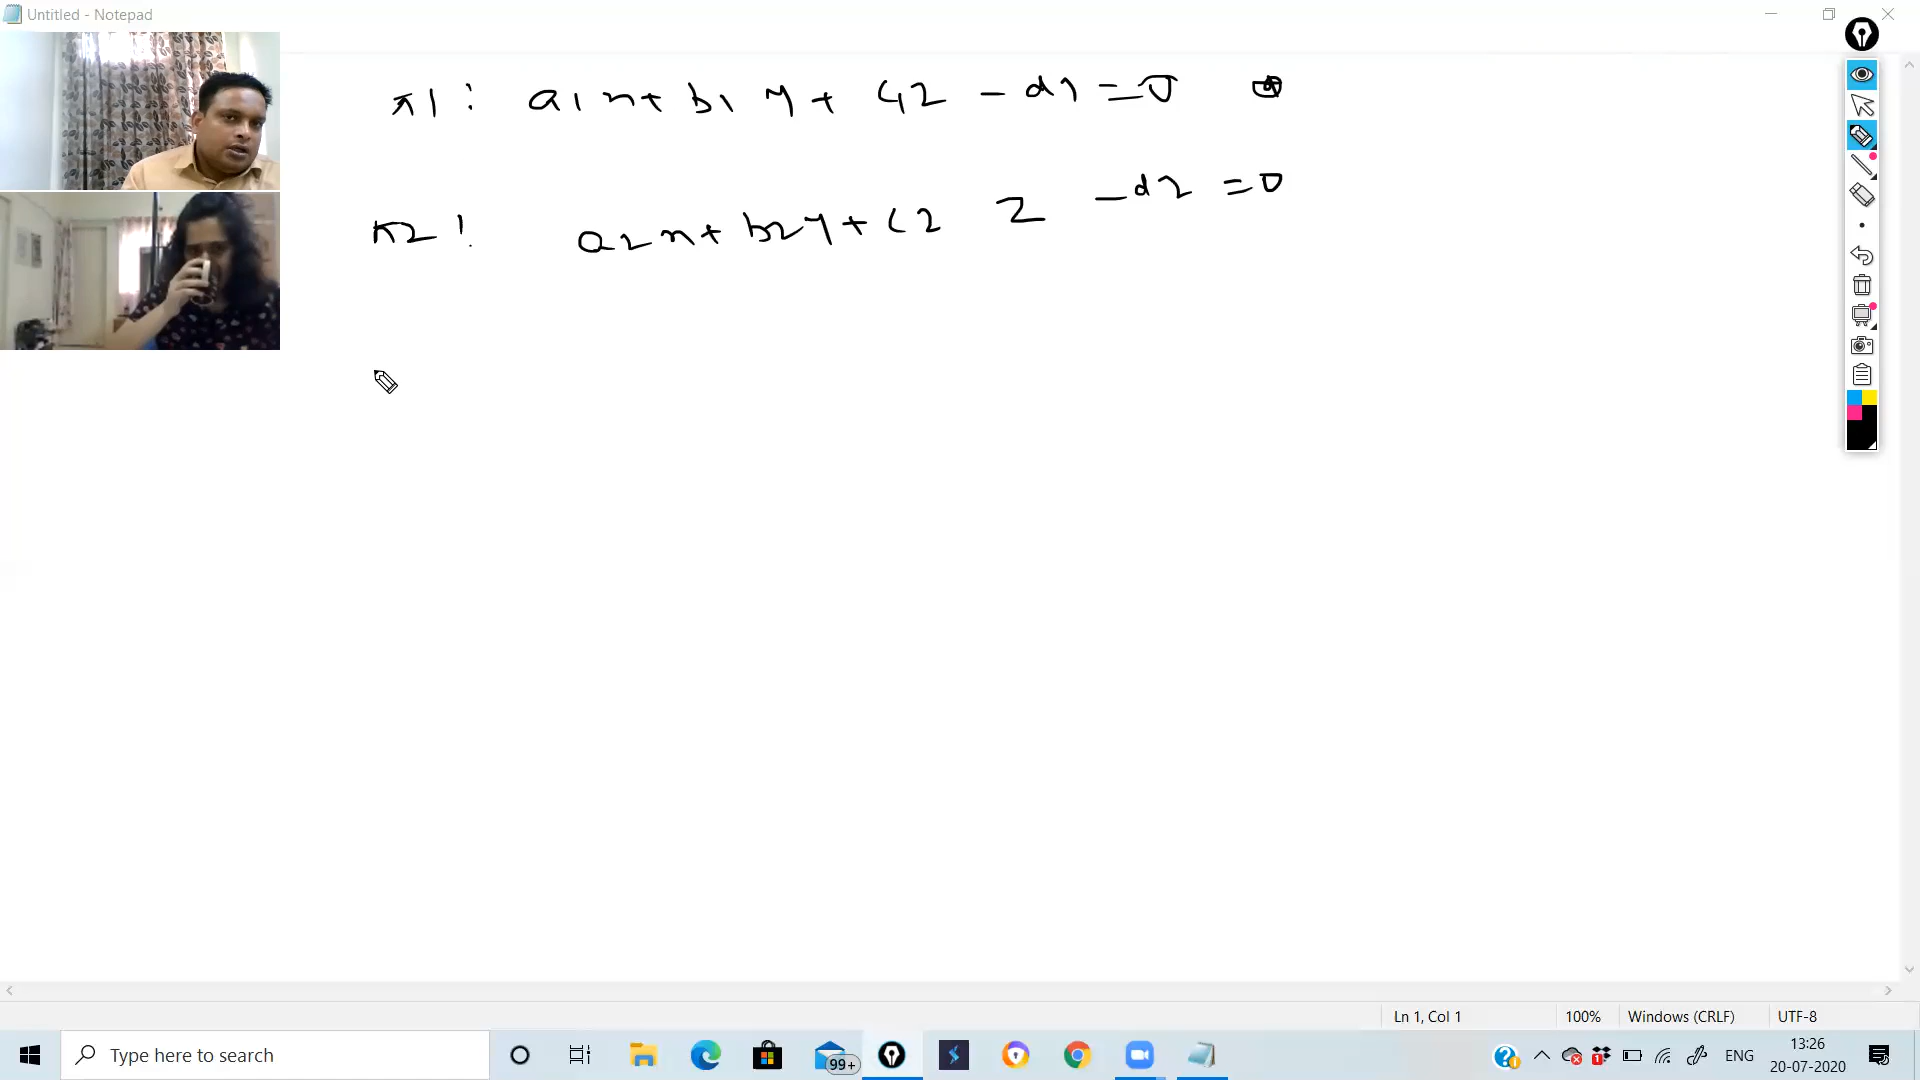 Untitled - Notepad
π1 : a1x + b1y + c1z - d1 = 0
π2 : a2x + b2y + c2 z - d2 = 0
Ln 1, Col 1
100%
Windows (CRLF)
UTF-8
Type here to search
99+
ENG
13:26
20-07-2020